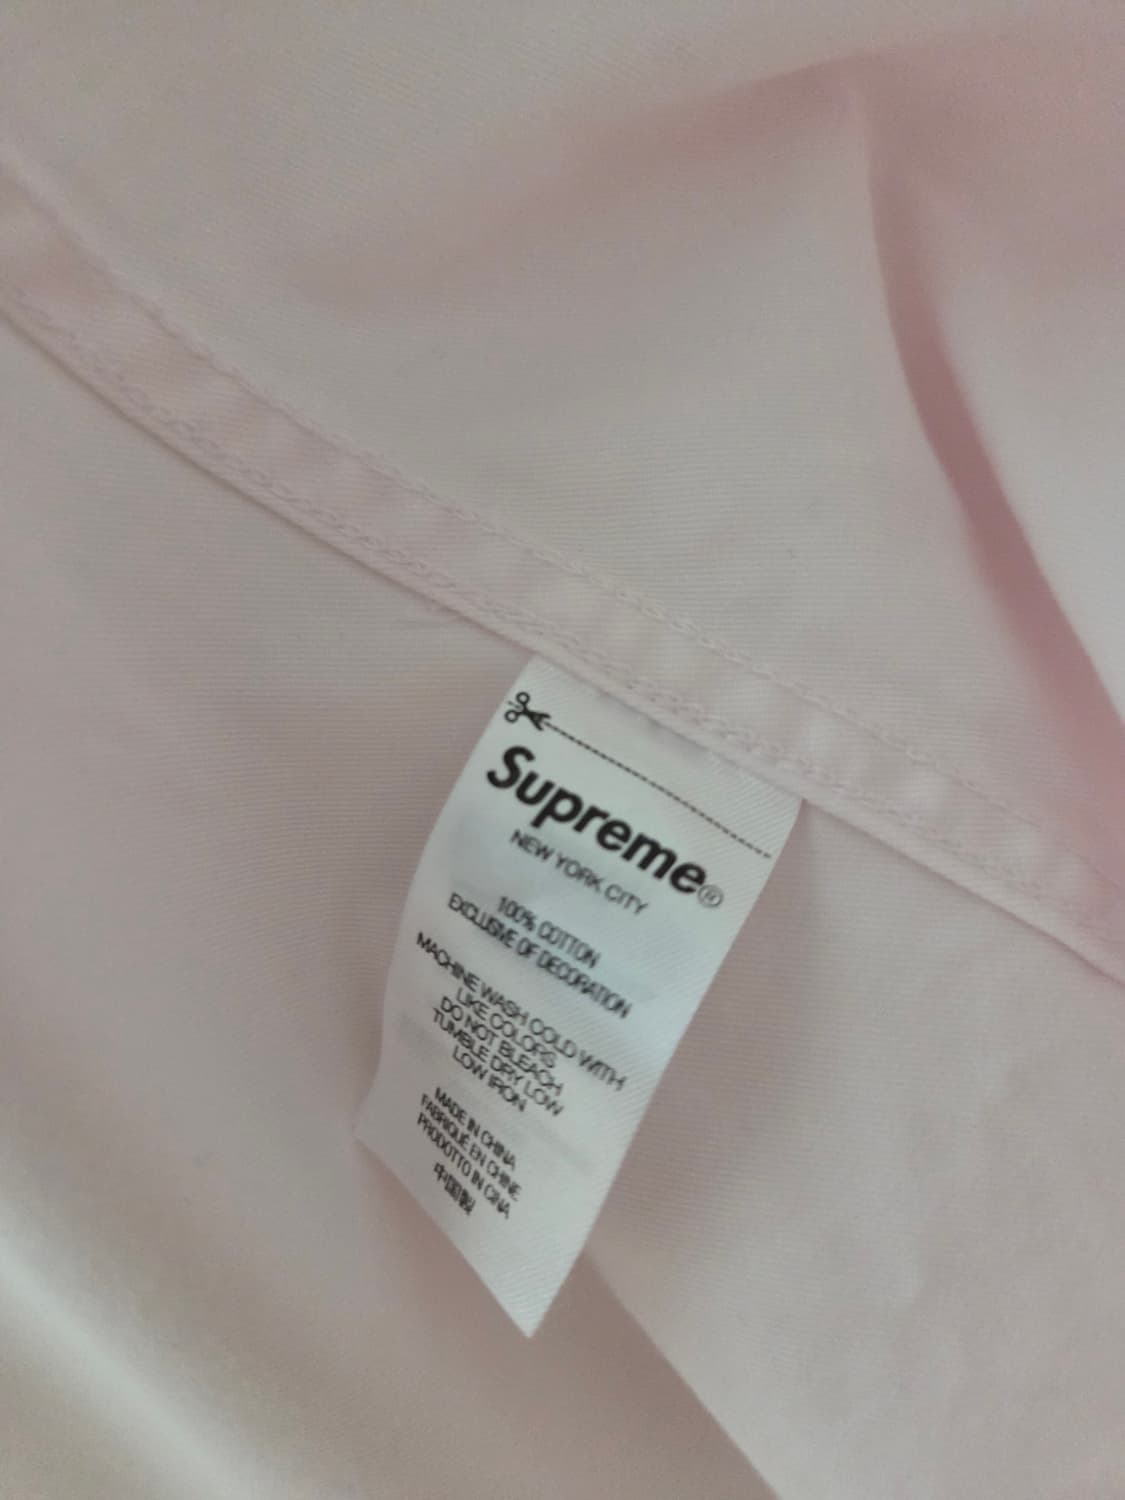 Supreme®
NEW YORK CITY
100% COTTON
EXCLUSIVE OF DECORATION
MACHINE WASH COLD WITH
LIKE COLORS
DO NOT BLEACH
TUMBLE DRY LOW
LOW IRON
MADE IN CHINA
FABRIQUÉ EN CHINE
PRODOTTO IN CINA
中国製